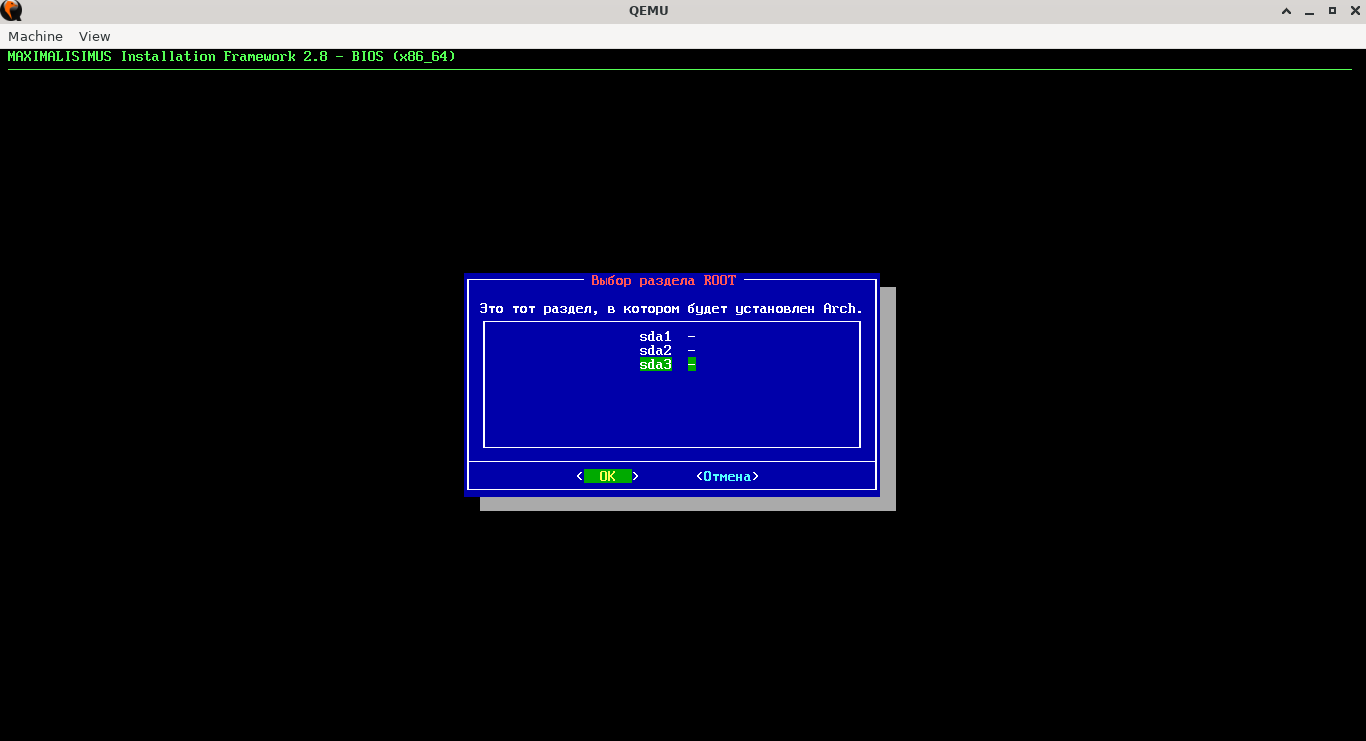 QEMU
Machine View
MAXIMALISIMUS Installation Framework 2.8 - BIOS (x86_64)
Выбор раздела ROOT
Это тот раздел, в котором будет установлен Arch.
sda1 -
sda2 -
sda3 -
< OK > <Отмена>